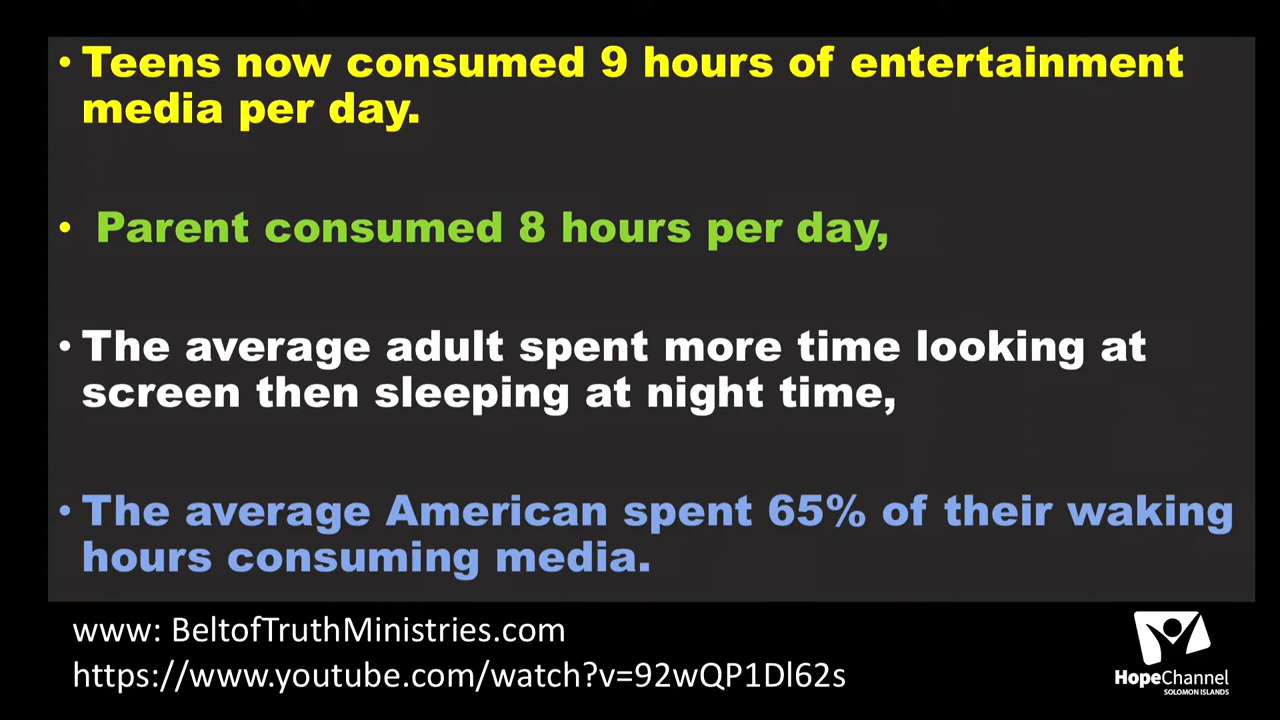 • Teens now consumed 9 hours of entertainment
media per day.
• Parent consumed 8 hours per day,
• The average adult spent more time looking at
screen then sleeping at night time,
• The average American spent 65% of their waking
hours consuming media.
www: BeltofTruthMinistries.com
https://www.youtube.com/watch?v=92wQP1Dl62s
HopeChannel
SOLOMON ISLANDS